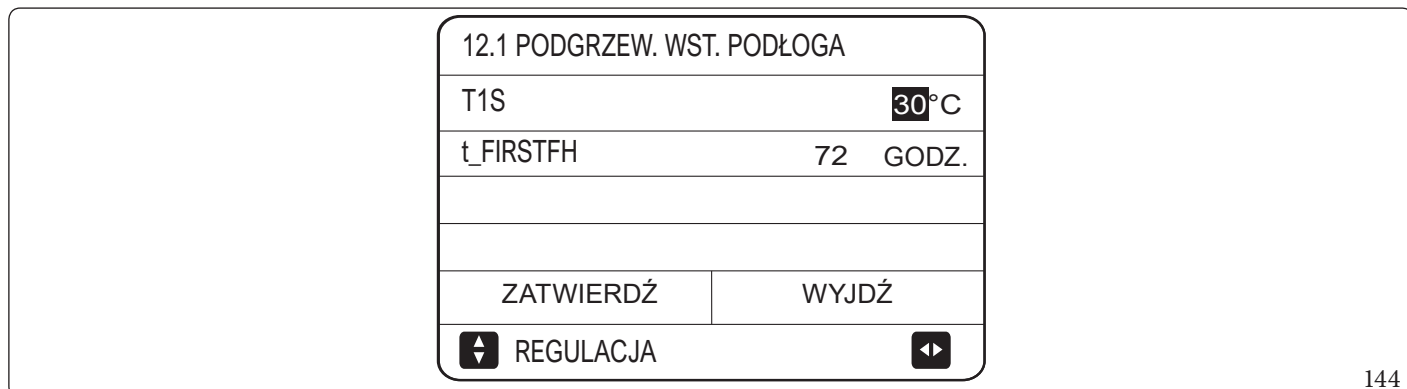 12.1 PODGRZEW. WST. PODŁOGA
T1S 30°C
t_FIRSTFH 72 GODZ.
ZATWIERDŹ WYJDŹ
REGULACJA
144